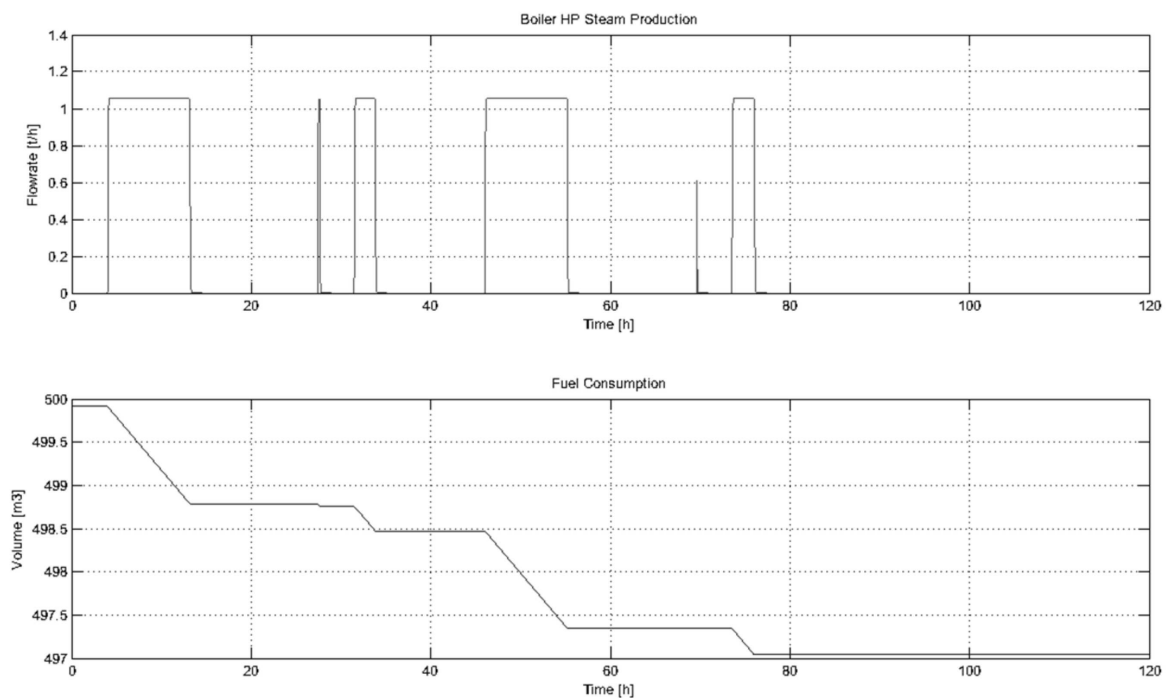 Boiler HP Steam Production
1.4
1.2
1
0.8
0.6
0.4
0.2
0
Flowrate [t/h]
0 20 40 60 80 100 120
Time [h]
Fuel Consumption
500
499.5
499
498.5
498
497.5
497
Volume [m3]
0 20 40 60 80 100 120
Time [h]